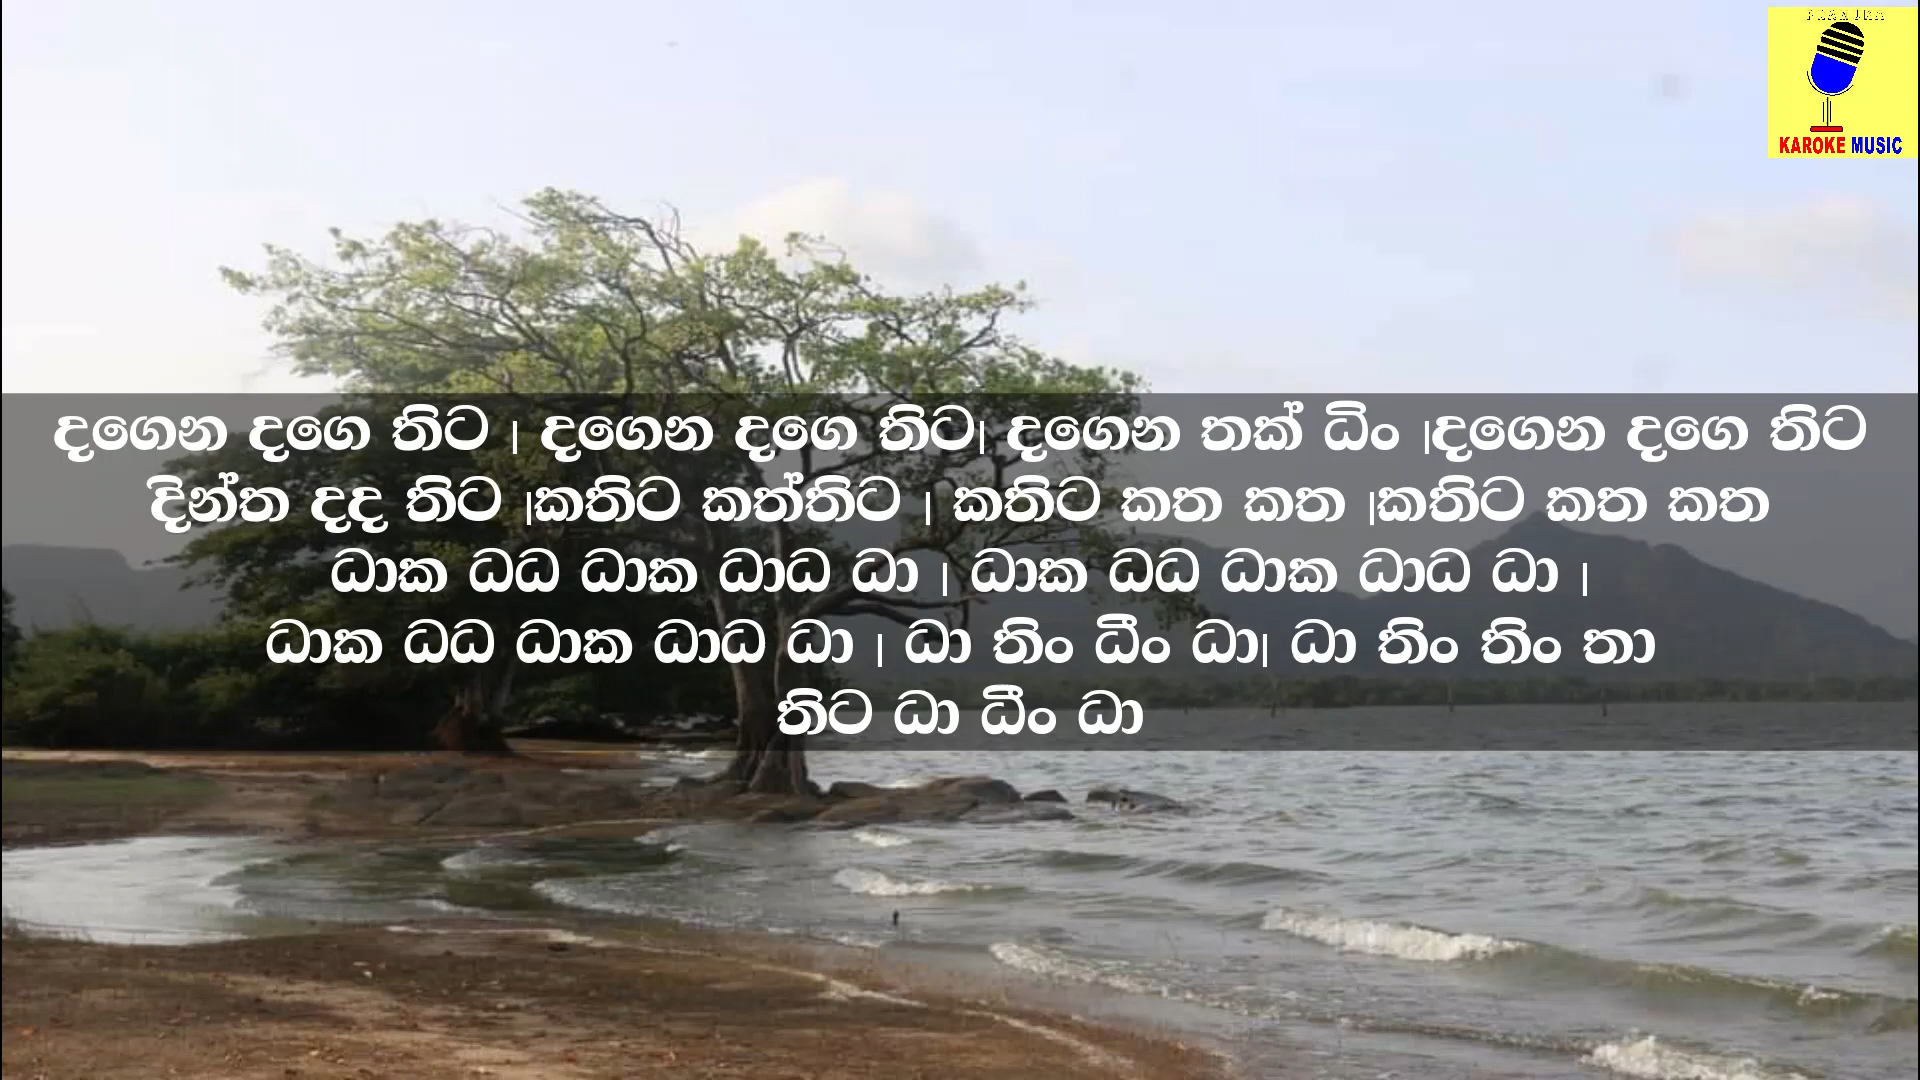 KAROKE MUSIC
දගෙන දගෙ තිට | දගෙන දගෙ තිට| දගෙන තක් ධිං |දගෙන දගෙ තිට
දින්ත දද තිට |කතිට කත්තිට | කතිට කත කත |කතිට කත කත
ධාක ධධ ධාක ධාධ ධා | ධාක ධධ ධාක ධාධ ධා |
ධාක ධධ ධාක ධාධ ධා | ධා තිං ධීං ධා| ධා තිං තිං තා
තිට ධා ධීං ධා